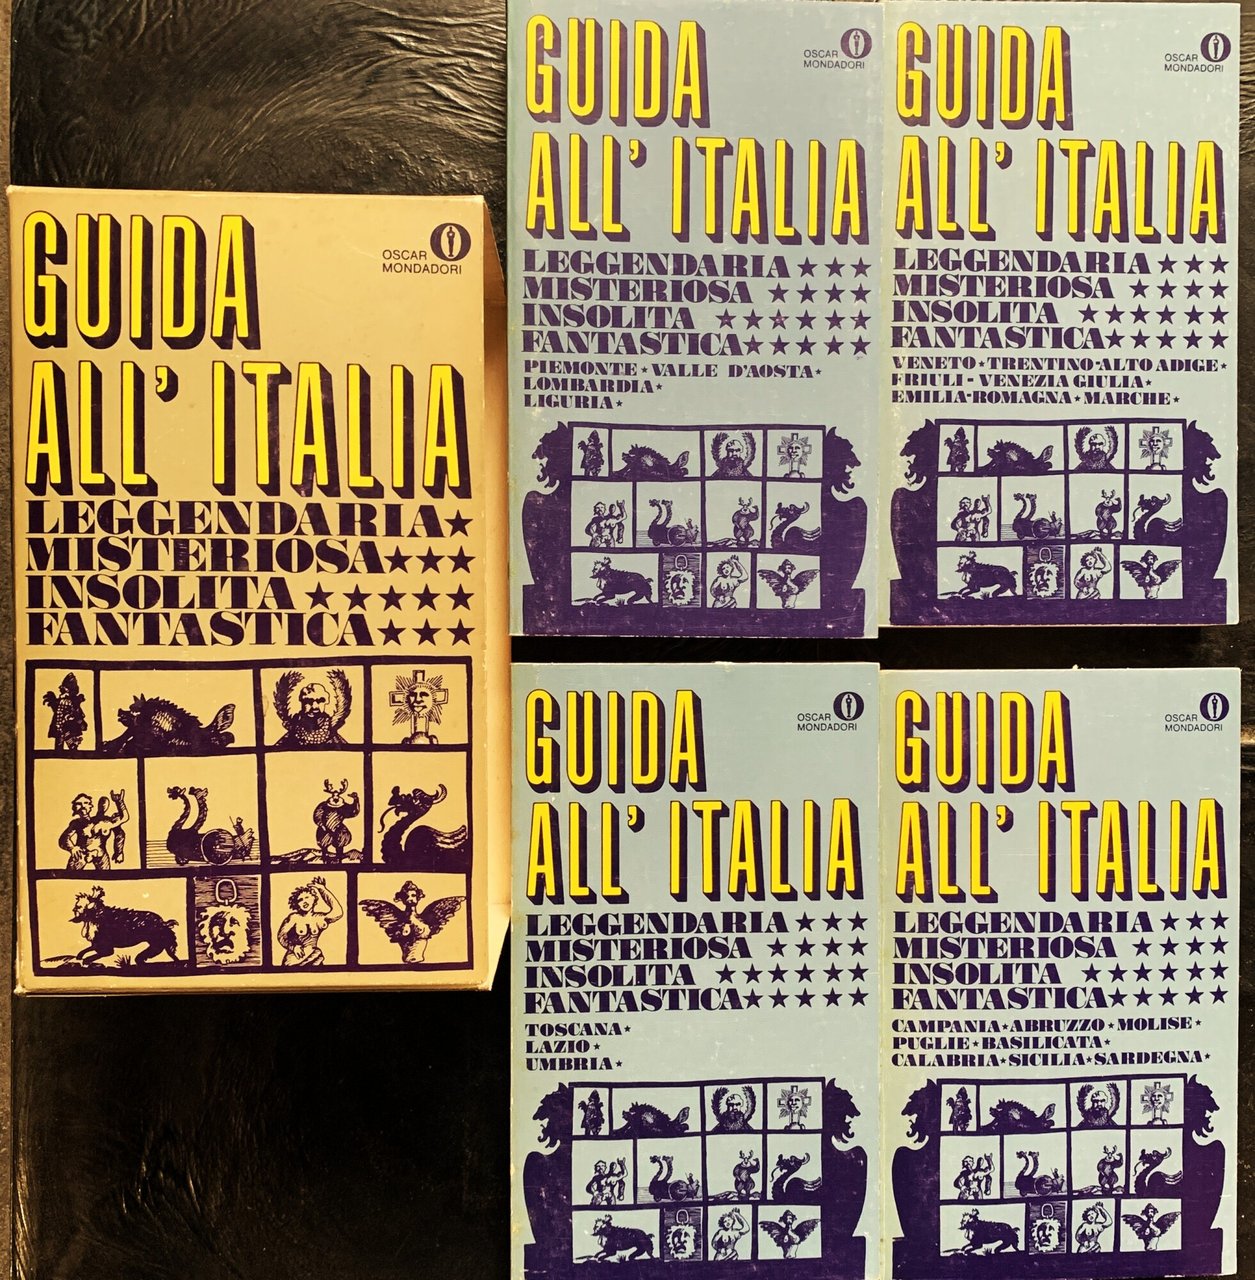 GUIDA
ALL' ITALIA
OSCAR
MONDADORI
LEGGENDARIA★
MISTERIOSA★★★
INSOLITA ★★★★★
FANTASTICA★★★
GUIDA
ALL' ITALIA
OSCAR
MONDADORI
LEGGENDARIA ★★★
MISTERIOSA ★★★★
INSOLITA ★★★★★★
FANTASTICA★★★★★
PIEMONTE★VALLE D'AOSTA★
LOMBARDIA★
LIGURIA★
GUIDA
ALL' ITALIA
OSCAR
MONDADORI
LEGGENDARIA ★★★
MISTERIOSA ★★★★
INSOLITA ★★★★★★
FANTASTICA★★★★★
VENETO★TRENTINO-ALTO ADIGE★
FRIULI-VENEZIA GIULIA★
EMILIA-ROMAGNA★MARCHE★
GUIDA
ALL' ITALIA
OSCAR
MONDADORI
LEGGENDARIA ★★★
MISTERIOSA ★★★★
INSOLITA ★★★★★★
FANTASTICA★★★★★
TOSCANA★
LAZIO★
UMBRIA★
GUIDA
ALL' ITALIA
OSCAR
MONDADORI
LEGGENDARIA ★★★
MISTERIOSA ★★★★
INSOLITA ★★★★★★
FANTASTICA★★★★★
CAMPANIA★ABRUZZO★MOLISE★
PUGLIE★BASILICATA★
CALABRIA★SICILIA★SARDEGNA★